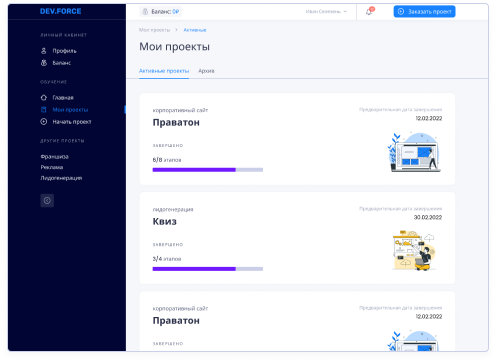 DEV.FORCE
Баланс: 0₽
Иван Селезень
Заказать проект
ЛИЧНЫЙ КАБИНЕТ
Профиль
Баланс
ОБУЧЕНИЕ
Главная
Мои проекты
Начать проект
ДРУГИЕ ПРОЕКТЫ
Франшиза
Реклама
Лидогенерация
Мои проекты > Активные
Мои проекты
Активные проекты Архив
корпоративный сайт
Праватон
Предварительная дата завершения
12.02.2022
ЗАВЕРШЕНО
6/8 этапов
лидогенерация
Квиз
Предварительная дата завершения
30.02.2022
ЗАВЕРШЕНО
3/4 этапов
корпоративный сайт
Праватон
Предварительная дата завершения
12.02.2022
ЗАВЕРШЕНО